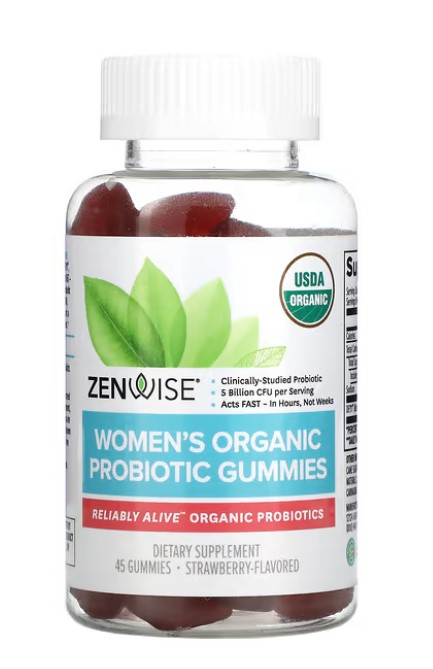 USDA
ORGANIC
ZENWISE®
• Clinically-Studied Probiotic
• 5 Billion CFU per Serving
• Acts FAST – In Hours, Not Weeks
WOMEN'S ORGANIC
PROBIOTIC GUMMIES
RELIABLY ALIVE™ ORGANIC PROBIOTICS
DIETARY SUPPLEMENT
45 GUMMIES • STRAWBERRY-FLAVORED